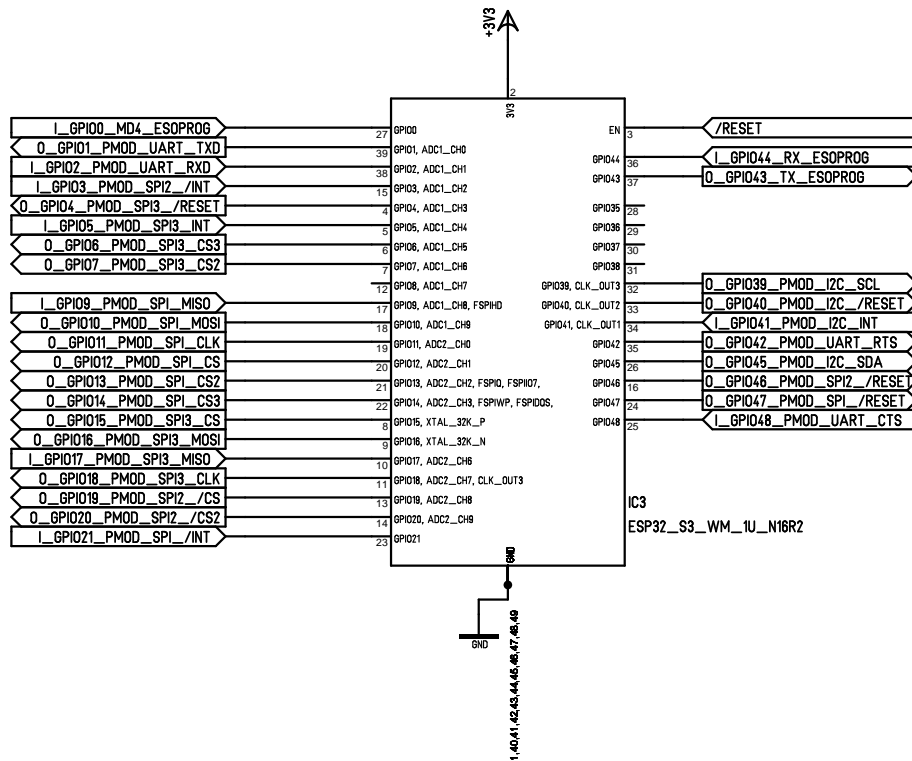 +3V3
2
3V3
I_GPIO0_MD4_ESOPROG 27 GPIO0
O_GPIO1_PMOD_UART_TXD 39 GPIO1, ADC1_CH0
I_GPIO2_PMOD_UART_RXD 38 GPIO2, ADC1_CH1
I_GPIO3_PMOD_SPI2_/INT 15 GPIO3, ADC1_CH2
O_GPIO4_PMOD_SPI3_/RESET 4 GPIO4, ADC1_CH3
I_GPIO5_PMOD_SPI3_INT 5 GPIO5, ADC1_CH4
O_GPIO6_PMOD_SPI3_CS3 6 GPIO6, ADC1_CH5
O_GPIO7_PMOD_SPI3_CS2 7 GPIO7, ADC1_CH6
12 GPIO8, ADC1_CH7
I_GPIO9_PMOD_SPI_MISO 17 GPIO9, ADC1_CH8, FSPIHD
O_GPIO10_PMOD_SPI_MOSI 18 GPIO10, ADC1_CH9
O_GPIO11_PMOD_SPI_CLK 19 GPIO11, ADC2_CH0
O_GPIO12_PMOD_SPI_CS 20 GPIO12, ADC2_CH1
O_GPIO13_PMOD_SPI_CS2 21 GPIO13, ADC2_CH2, FSPIQ, FSPIIO7,
O_GPIO14_PMOD_SPI_CS3 22 GPIO14, ADC2_CH3, FSPIWP, FSPIDQS,
O_GPIO15_PMOD_SPI3_CS 8 GPIO15, XTAL_32K_P
O_GPIO16_PMOD_SPI3_MOSI 9 GPIO16, XTAL_32K_N
I_GPIO17_PMOD_SPI3_MISO 10 GPIO17, ADC2_CH6
O_GPIO18_PMOD_SPI3_CLK 11 GPIO18, ADC2_CH7, CLK_OUT3
O_GPIO19_PMOD_SPI2_/CS 13 GPIO19, ADC2_CH8
O_GPIO20_PMOD_SPI2_/CS2 14 GPIO20, ADC2_CH9
I_GPIO21_PMOD_SPI_/INT 23 GPIO21
EN 3 /RESET
GPIO44 36 I_GPIO44_RX_ESOPROG
GPIO43 37 O_GPIO43_TX_ESOPROG
GPIO35 28
GPIO36 29
GPIO37 30
GPIO38 31
GPIO39, CLK_OUT3 32 O_GPIO39_PMOD_I2C_SCL
GPIO40, CLK_OUT2 33 O_GPIO40_PMOD_I2C_/RESET
GPIO41, CLK_OUT1 34 I_GPIO41_PMOD_I2C_INT
GPIO42 35 O_GPIO42_PMOD_UART_RTS
GPIO45 26 O_GPIO45_PMOD_I2C_SDA
GPIO46 16 O_GPIO46_PMOD_SPI2_/RESET
GPIO47 24 O_GPIO47_PMOD_SPI_/RESET
GPIO48 25 I_GPIO48_PMOD_UART_CTS
IC3
ESP32_S3_WM_1U_N16R2
GND
GND
1,40,41,42,43,44,45,46,47,48,49